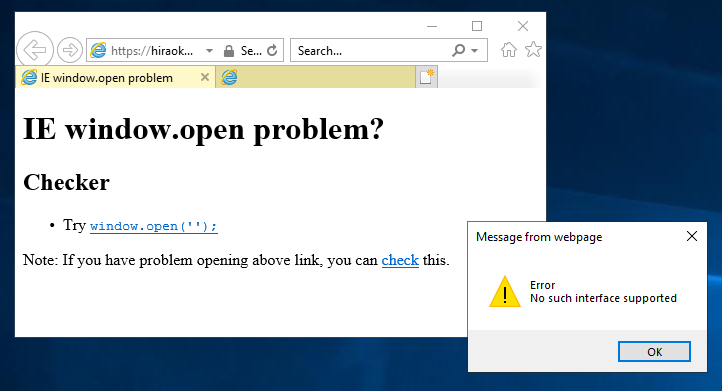 https://hiraok...
Se...
Search...
IE window.open problem
IE window.open problem?
Checker
• Try window.open('');
Note: If you have problem opening above link, you can check this.
Message from webpage
Error
No such interface supported
OK